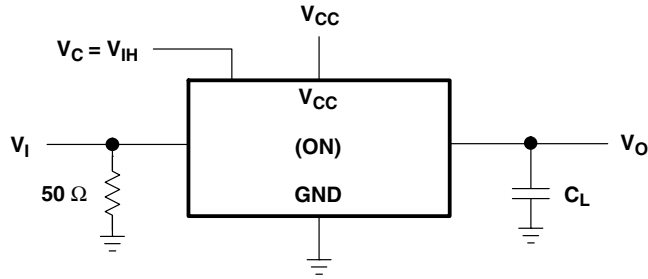 VCC
VC = VIH
VCC
VI
(ON)
VO
50 Ω
GND
CL